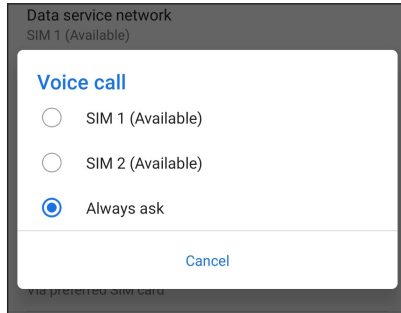 Data service network
SIM 1 (Available)
Voice call
SIM 1 (Available)
SIM 2 (Available)
Always ask
Cancel
Via preferred SIM card